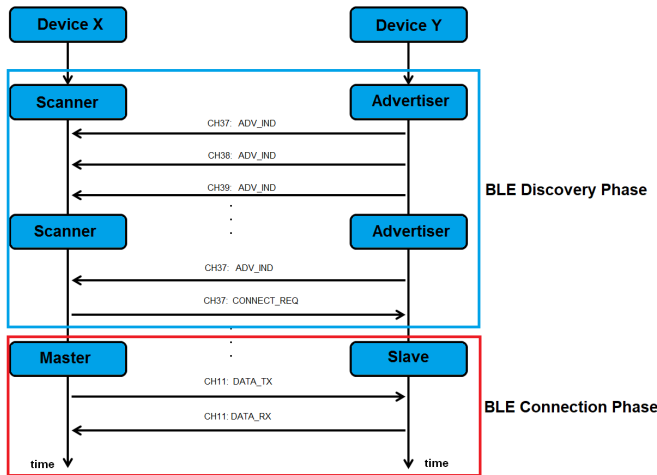 Device X
Device Y
Scanner
Advertiser
CH37: ADV_IND
CH38: ADV_IND
CH39: ADV_IND
BLE Discovery Phase
Scanner
Advertiser
CH37: ADV_IND
CH37: CONNECT_REQ
Master
Slave
CH11: DATA_TX
BLE Connection Phase
CH11: DATA_RX
time
time